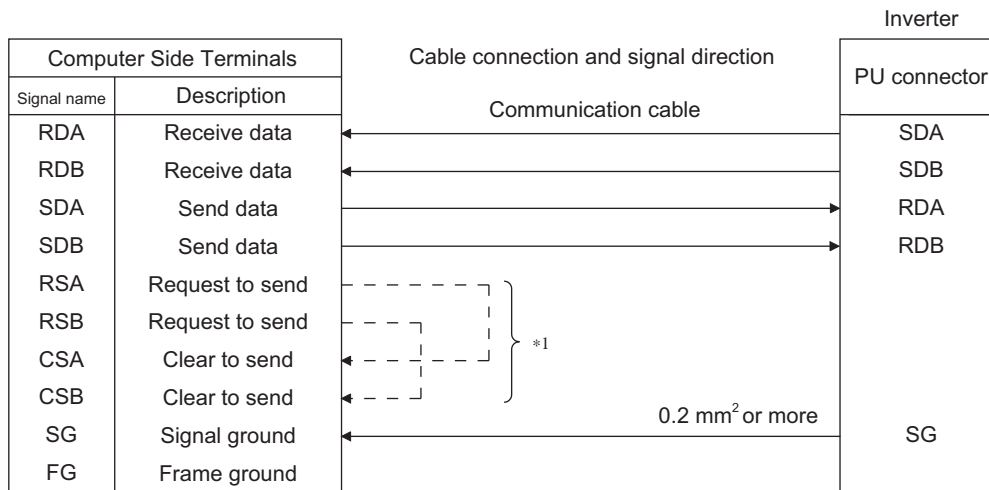 Inverter
Computer Side Terminals
Cable connection and signal direction
PU connector
Signal name
Description
Communication cable
RDA
Receive data
SDA
RDB
Receive data
SDB
SDA
Send data
RDA
SDB
Send data
RDB
RSA
Request to send
RSB
Request to send
*1
CSA
Clear to send
CSB
Clear to send
0.2 mm² or more
SG
Signal ground
SG
FG
Frame ground